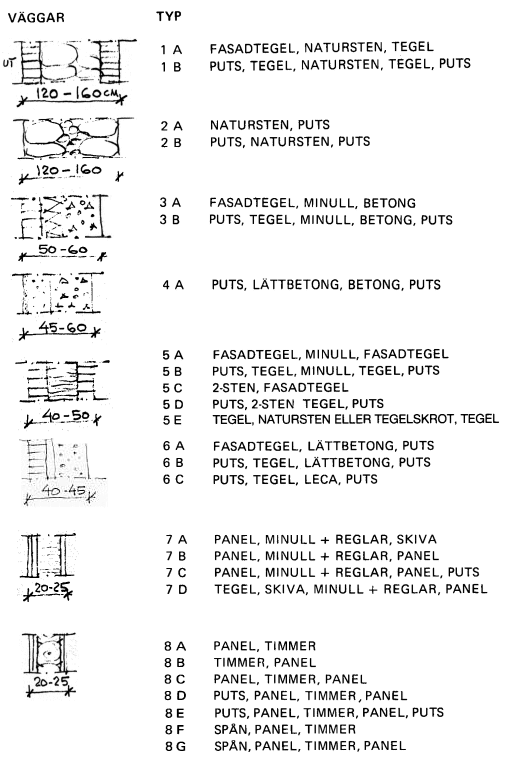 VÄGGAR TYP
UT
1 A FASADTEGEL, NATURSTEN, TEGEL
1 B PUTS, TEGEL, NATURSTEN, TEGEL, PUTS
120-160CM
2 A NATURSTEN, PUTS
2 B PUTS, NATURSTEN, PUTS
120-160
3 A FASADTEGEL, MINULL, BETONG
3 B PUTS, TEGEL, MINULL, BETONG, PUTS
50-60
4 A PUTS, LÄTTBETONG, BETONG, PUTS
45-60
5 A FASADTEGEL, MINULL, FASADTEGEL
5 B PUTS, TEGEL, MINULL, TEGEL, PUTS
5 C 2-STEN, FASADTEGEL
5 D PUTS, 2-STEN TEGEL, PUTS
5 E TEGEL, NATURSTEN ELLER TEGELSKROT, TEGEL
40-50
6 A FASADTEGEL, LÄTTBETONG, PUTS
6 B PUTS, TEGEL, LÄTTBETONG, PUTS
6 C PUTS, TEGEL, LECA, PUTS
40-45
7 A PANEL, MINULL + REGLAR, SKIVA
7 B PANEL, MINULL + REGLAR, PANEL
7 C PANEL, MINULL + REGLAR, PANEL, PUTS
7 D TEGEL, SKIVA, MINULL + REGLAR, PANEL
20-25
8 A PANEL, TIMMER
8 B TIMMER, PANEL
8 C PANEL, TIMMER, PANEL
8 D PUTS, PANEL, TIMMER, PANEL
8 E PUTS, PANEL, TIMMER, PANEL, PUTS
8 F SPÅN, PANEL, TIMMER
8 G SPÅN, PANEL, TIMMER, PANEL
20-25